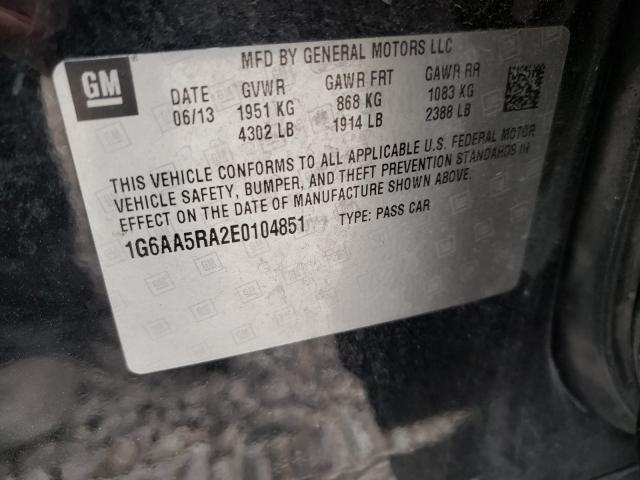 GM
MFD BY GENERAL MOTORS LLC
DATE GVWR GAWR FRT GAWR RR
06/13 1951 KG 868 KG 1083 KG
4302 LB 1914 LB 2388 LB
THIS VEHICLE CONFORMS TO ALL APPLICABLE U.S. FEDERAL MOTOR
VEHICLE SAFETY, BUMPER, AND THEFT PREVENTION STANDARDS IN
EFFECT ON THE DATE OF MANUFACTURE SHOWN ABOVE.
1G6AA5RA2E0104851 TYPE: PASS CAR